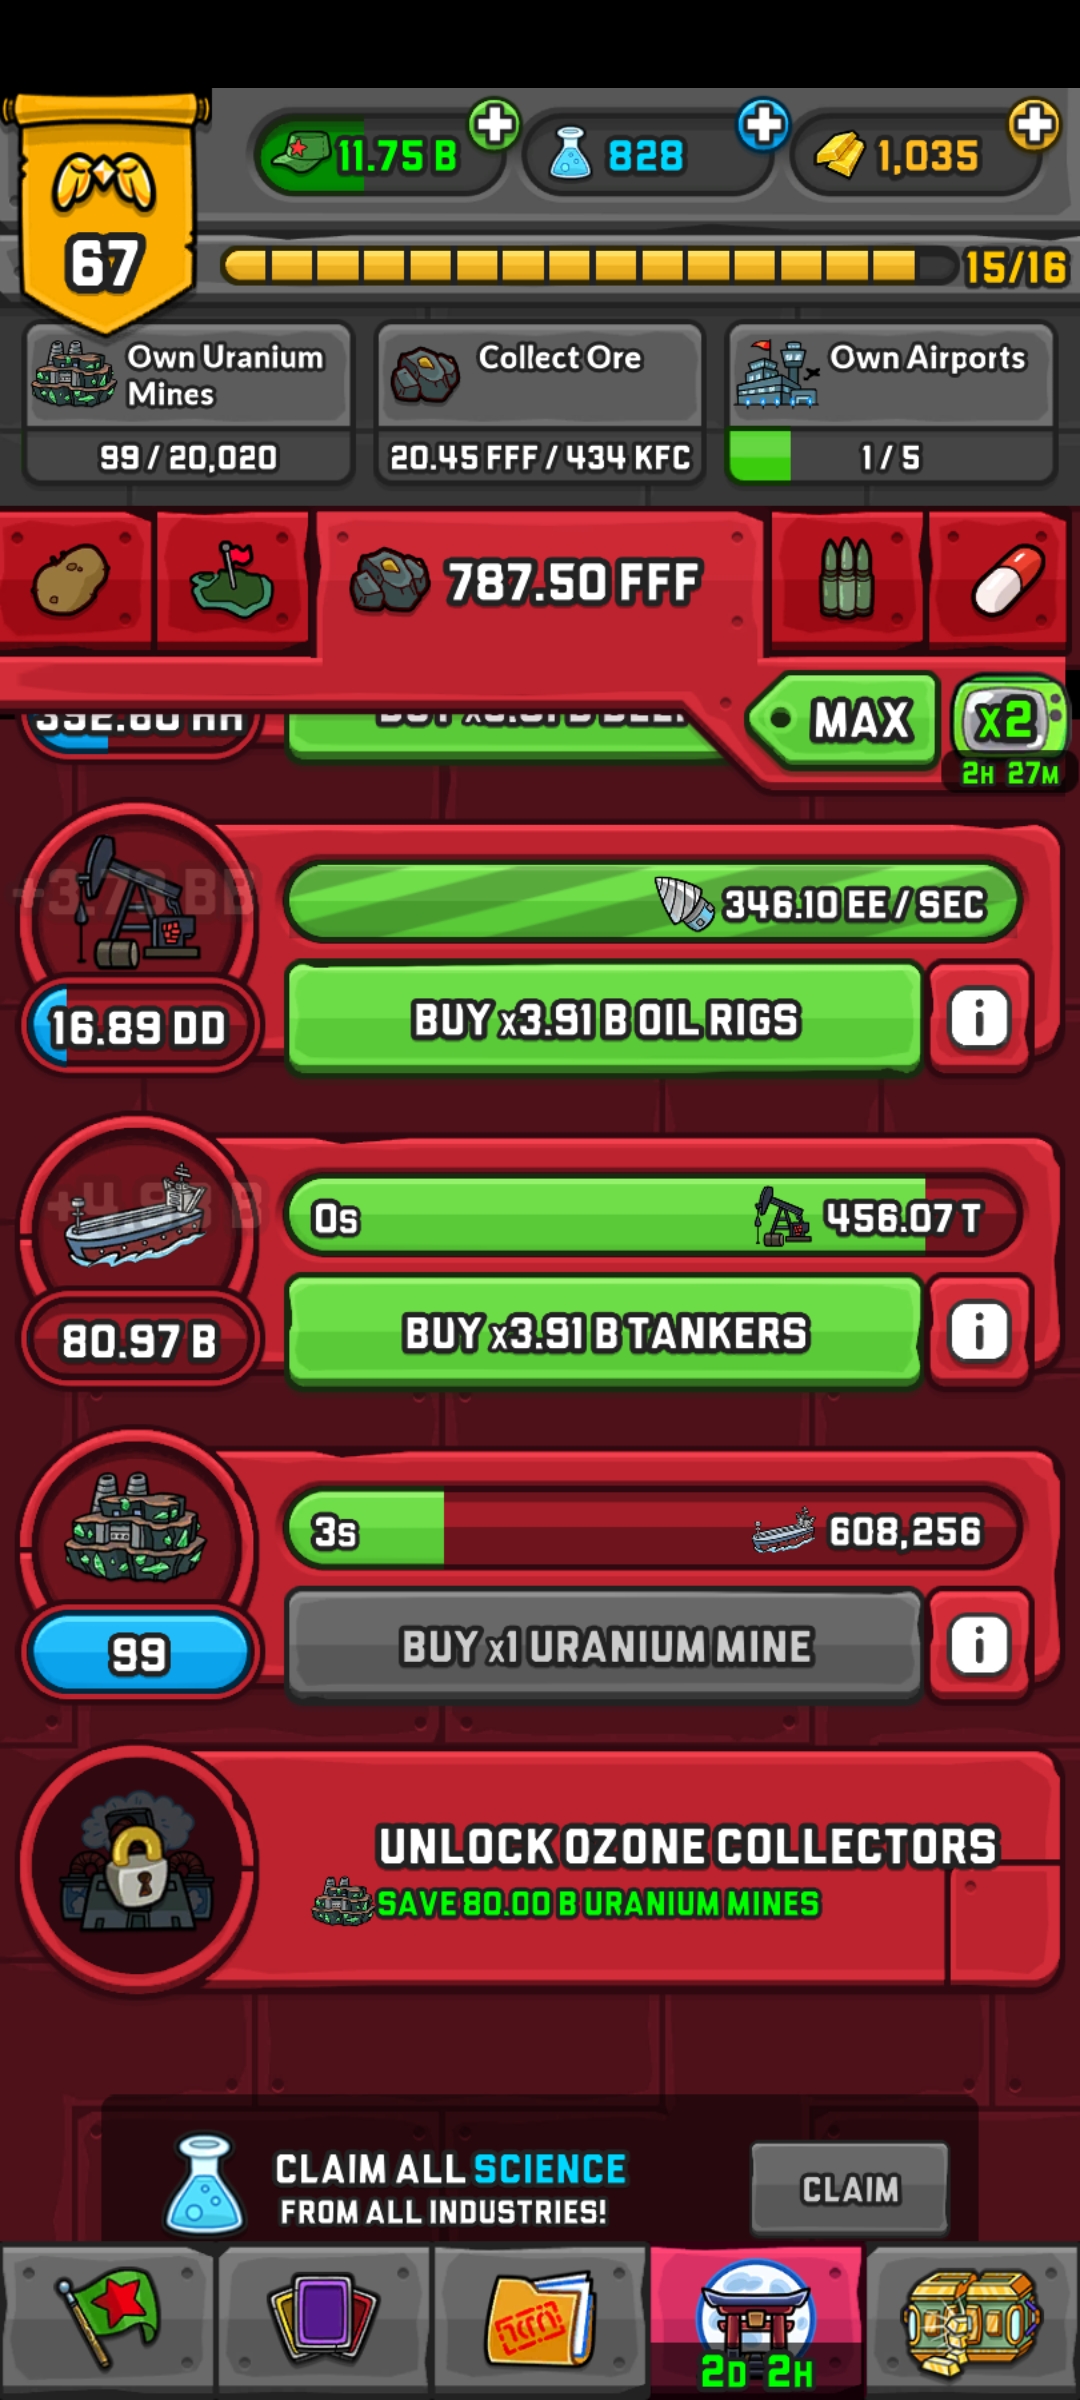 11.75 B
828
1,035
67
15/16
Own Uranium
Mines
99 / 20,020
Collect Ore
20.45 FFF / 434 KFC
Own Airports
1 / 5
787.50 FFF
MAX
x2
2H 27M
346.10 EE / SEC
16.89 DD
BUY x3.91 B OIL RIGS
i
0s
456.07 T
80.97 B
BUY x3.91 B TANKERS
i
3s
608,256
99
BUY x1 URANIUM MINE
i
UNLOCK OZONE COLLECTORS
SAVE 80.00 B URANIUM MINES
CLAIM ALL SCIENCE
FROM ALL INDUSTRIES!
CLAIM
2D 2H